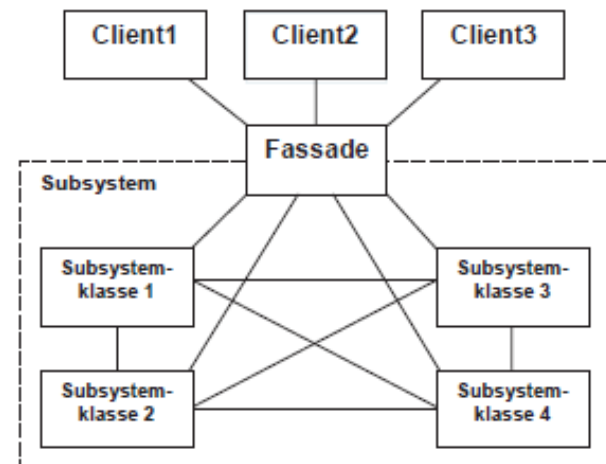 Client1
Client2
Client3
Fassade
Subsystem
Subsystem-
klasse 1
Subsystem-
klasse 3
Subsystem-
klasse 2
Subsystem-
klasse 4